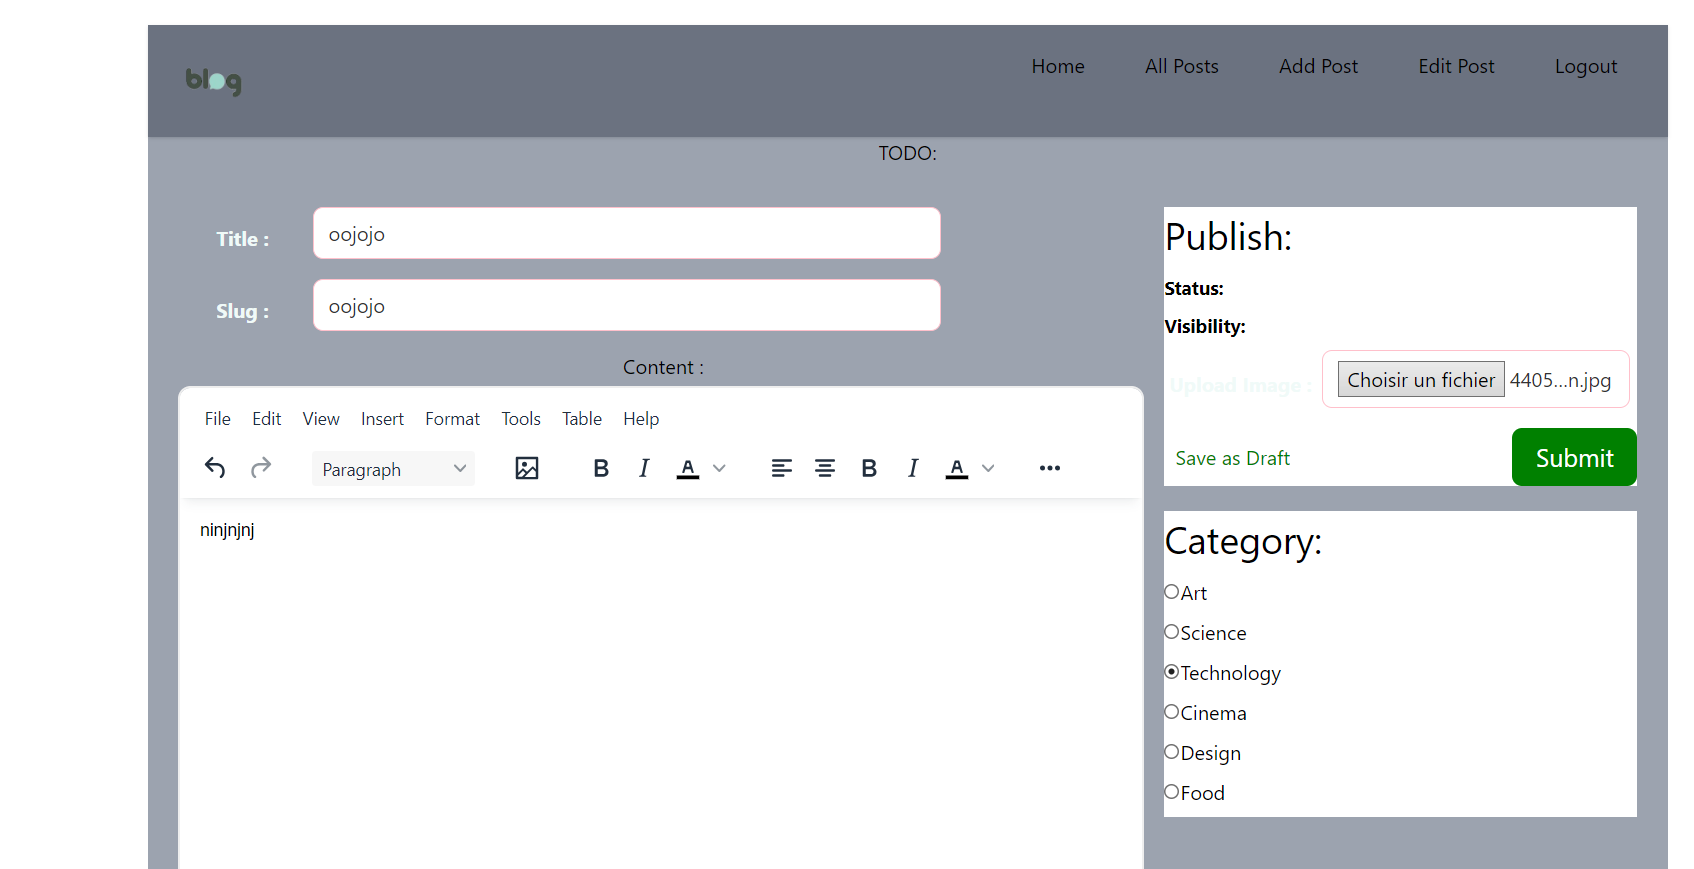 blog
Home All Posts Add Post Edit Post Logout
TODO:
Title : oojojo
Slug : oojojo
Content :
File Edit View Insert Format Tools Table Help
Paragraph B I A B I A
ninjnjnj
Publish:
Status:
Visibility:
Upload Image : Choisir un fichier 4405...n.jpg
Save as Draft Submit
Category:
Art
Science
Technology
Cinema
Design
Food